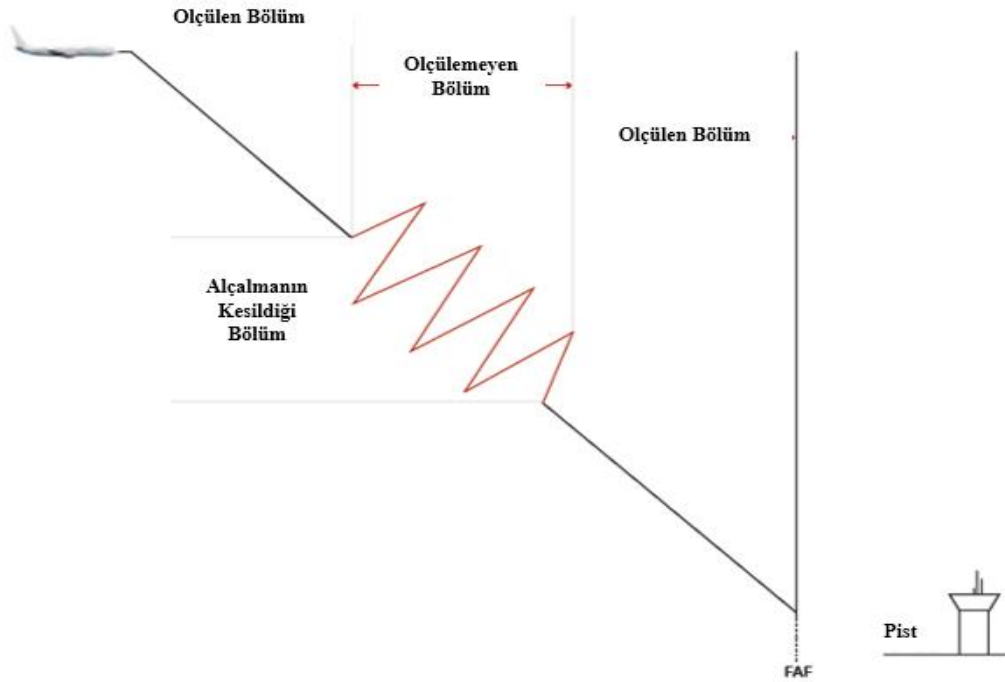 Olçülen Bölüm
Olçülemeyen
Bölüm
Olçülen Bölüm
Alçalmanın
Kesildiği
Bölüm
Pist
FAF